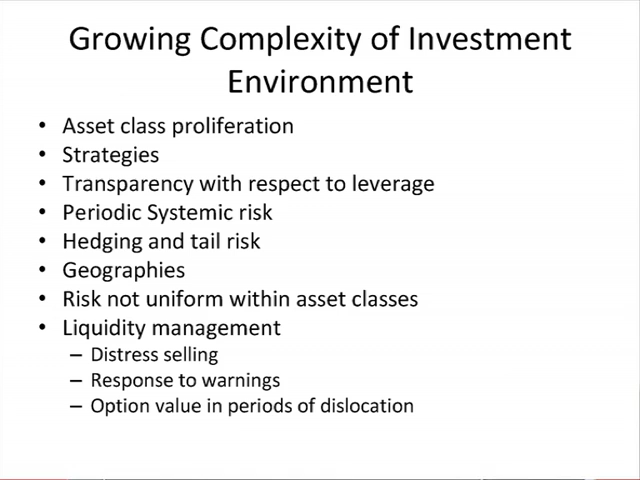 Growing Complexity of Investment
Environment
• Asset class proliferation
• Strategies
• Transparency with respect to leverage
• Periodic Systemic risk
• Hedging and tail risk
• Geographies
• Risk not uniform within asset classes
• Liquidity management
– Distress selling
– Response to warnings
– Option value in periods of dislocation